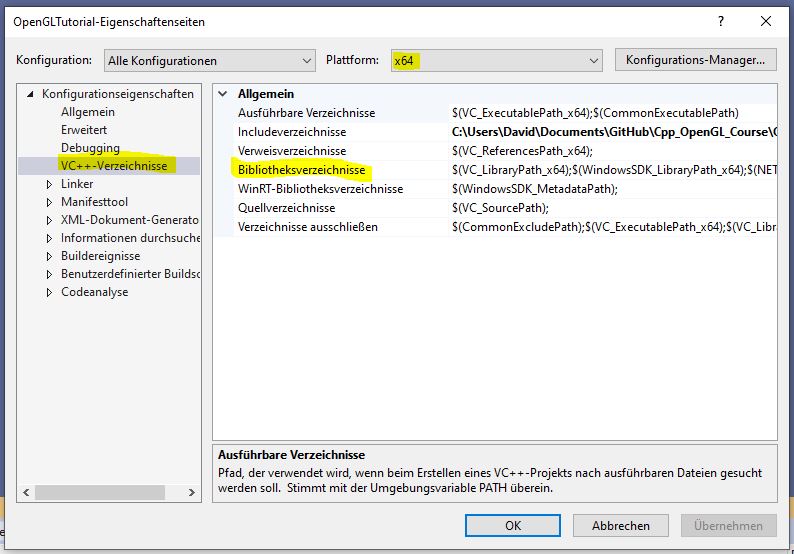 OpenGLTutorial-Eigenschaftenseiten
Konfiguration: Alle Konfigurationen Plattform: x64 Konfigurations-Manager...
Konfigurationseigenschaften
Allgemein
Erweitert
Debugging
VC++-Verzeichnisse
Linker
Manifesttool
XML-Dokument-Generato
Informationen durchsuche
Buildereignisse
Benutzerdefinierter Buildsc
Codeanalyse
Allgemein
Ausführbare Verzeichnisse $(VC_ExecutablePath_x64);$(CommonExecutablePath)
Includeverzeichnisse C:\Users\David\Documents\GitHub\Cpp_OpenGL_Course\
Verweisverzeichnisse $(VC_ReferencesPath_x64);
Bibliotheksverzeichnisse $(VC_LibraryPath_x64);$(WindowsSDK_LibraryPath_x64);$(NET
WinRT-Bibliotheksverzeichnisse $(WindowsSDK_MetadataPath);
Quellverzeichnisse $(VC_SourcePath);
Verzeichnisse ausschließen $(CommonExcludePath);$(VC_ExecutablePath_x64);$(VC_Libr
Ausführbare Verzeichnisse
Pfad, der verwendet wird, wenn beim Erstellen eines VC++-Projekts nach ausführbaren Dateien gesucht
werden soll. Stimmt mit der Umgebungsvariable PATH überein.
OK Abbrechen Übernehmen